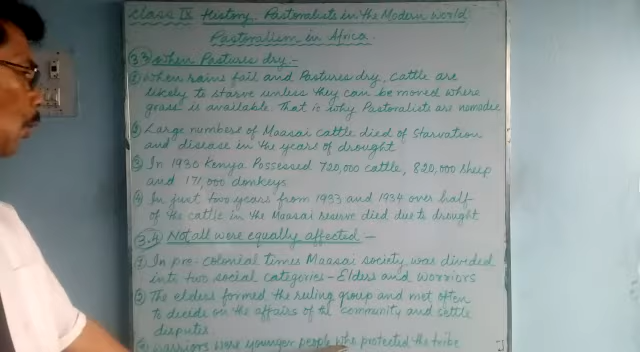 Class IX History. Pastoralists in the Modern World
Pastoralism in Africa.
3.3 When Pastures dry:-
① When rains fail and Pastures dry, cattle are
likely to starve unless they can be moved where
grass is available. That is why Pastoralists are nomadic
② Large numbers of Maasai cattle died of starvation
and disease in the years of drought
③ In 1930 Kenya Possessed 720,000 cattle, 820,000 sheep
and 171,000 donkeys
④ In just two years from 1933 and 1934 over half
of the cattle in the Maasai reserve died due to drought
3.4 Not all were equally affected -
① In pre-colonial times Maasai society was divided
into two social categories - Elders and Worriors
② The elders formed the ruling group and met often
to decide on the affairs of the community and settle
disputes.
③ Warriors were younger people who protected the tribe